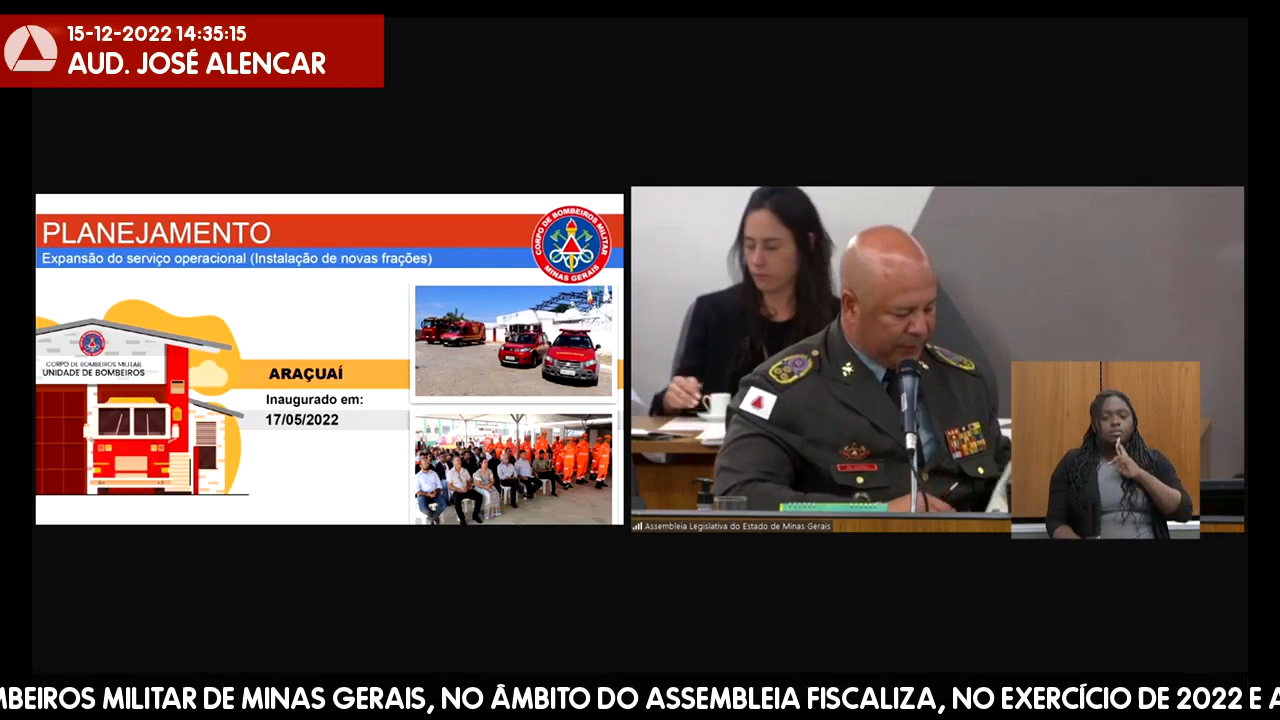 15-12-2022 14:35:15
AUD. JOSÉ ALENCAR
PLANEJAMENTO
Expansão do serviço operacional (Instalação de novas frações)
CORPO DE BOMBEIROS MILITAR
MINAS GERAIS
CORPO DE BOMBEIROS MILITAR
UNIDADE DE BOMBEIROS
ARAÇUAÍ
Inaugurado em:
17/05/2022
Assembleia Legislativa do Estado de Minas Gerais
MBEIROS MILITAR DE MINAS GERAIS, NO ÂMBITO DO ASSEMBLEIA FISCALIZA, NO EXERCÍCIO DE 2022 E A